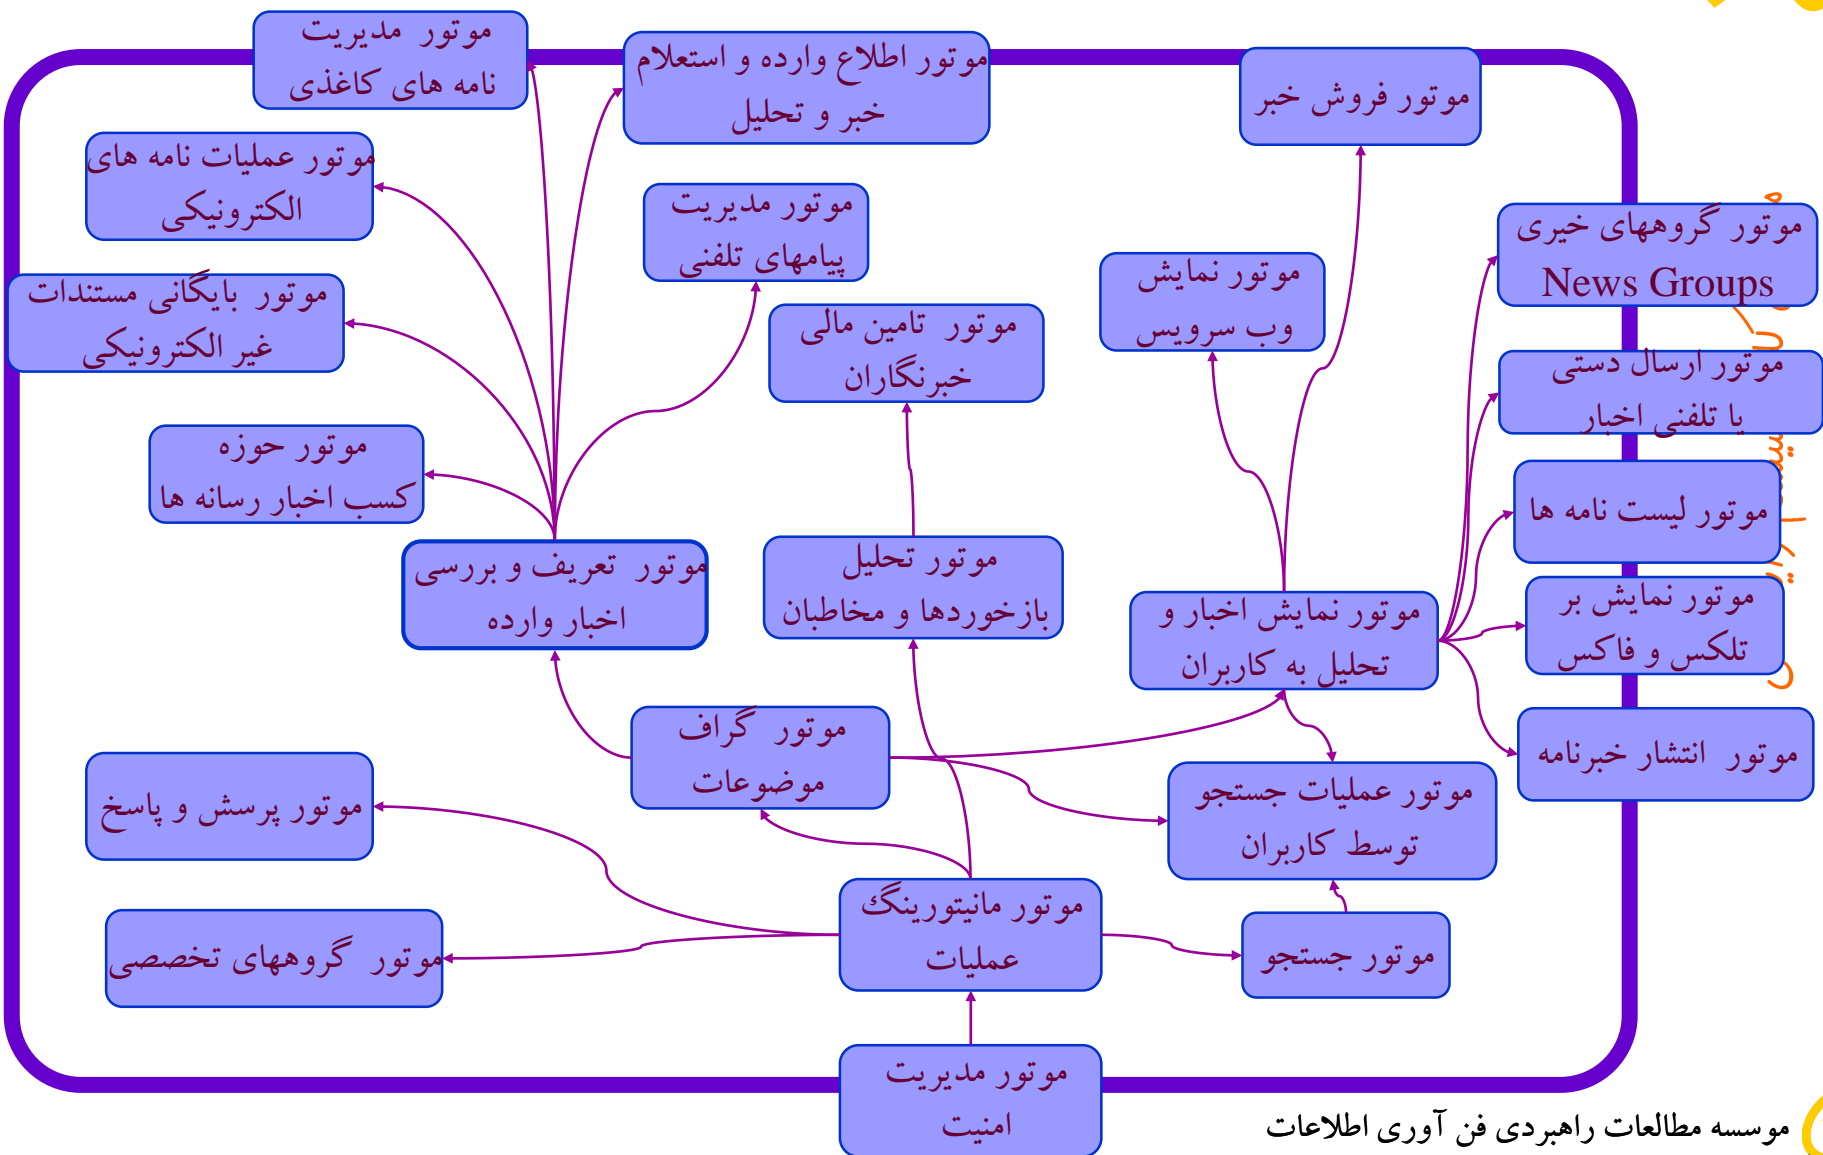 موتور مدیریت
نامه های کاغذی
موتور اطلاع وارده و استعلام
خبر و تحلیل
موتور فروش خبر
موتور عملیات نامه های
الکترونیکی
موتور مدیریت
پیامهای تلفنی
موتور گروههای خیری
News Groups
موتور نمایش
وب سرویس
موتور بایگانی مستندات
غیر الکترونیکی
موتور تامین مالی
خبرنگاران
موتور ارسال دستی
یا تلفنی اخبار
موتور حوزه
کسب اخبار رسانه ها
موتور لیست نامه ها
موتور تعریف و بررسی
اخبار وارده
موتور تحلیل
بازخوردها و مخاطبان
موتور نمایش اخبار و
تحلیل به کاربران
موتور نمایش بر
تلکس و فاکس
موتور گراف
موضوعات
موتور انتشار خبرنامه
موتور پرسش و پاسخ
موتور عملیات جستجو
توسط کاربران
موتور مانیتورینگ
عملیات
موتور گروههای تخصصی
موتور جستجو
موتور مدیریت
امنیت
موسسه مطالعات راهبردی فن آوری اطلاعات